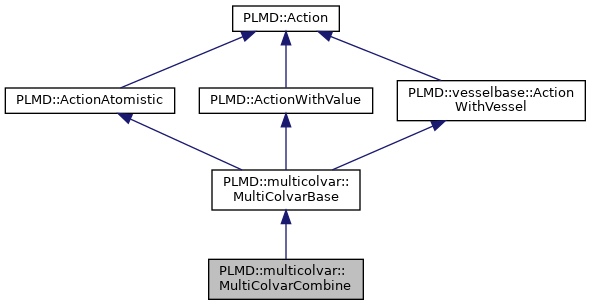 PLMD::Action
PLMD::ActionAtomistic
PLMD::ActionWithValue
PLMD::vesselbase::Action
WithVessel
PLMD::multicolvar::
MultiColvarBase
PLMD::multicolvar::
MultiColvarCombine